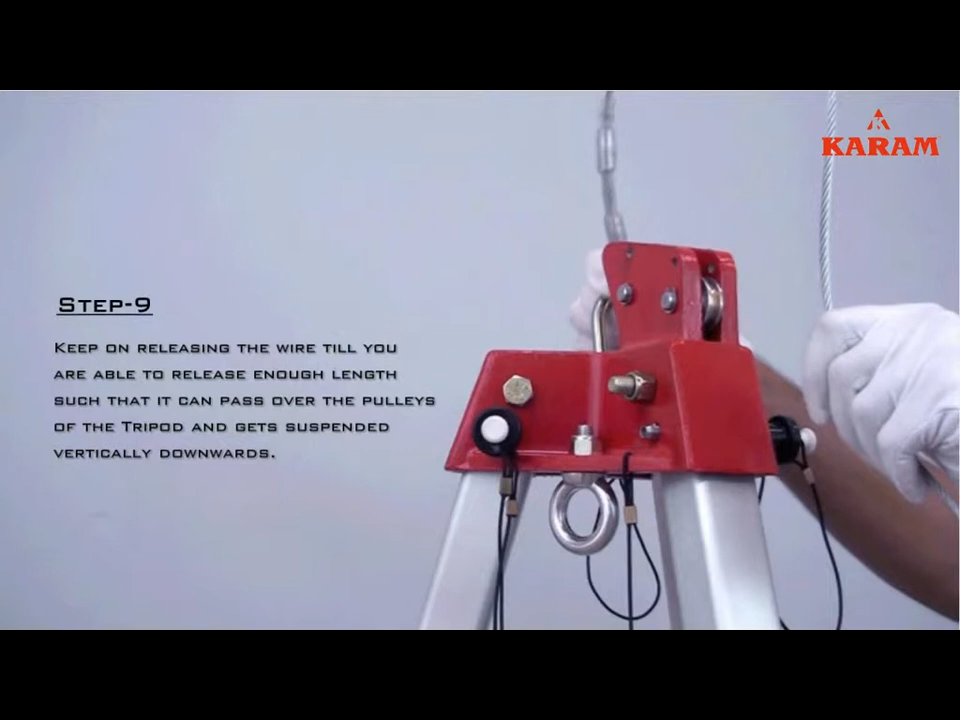 KARAM
Step-9
Keep on releasing the wire till you
are able to release enough length
such that it can pass over the pulleys
of the Tripod and gets suspended
vertically downwards.